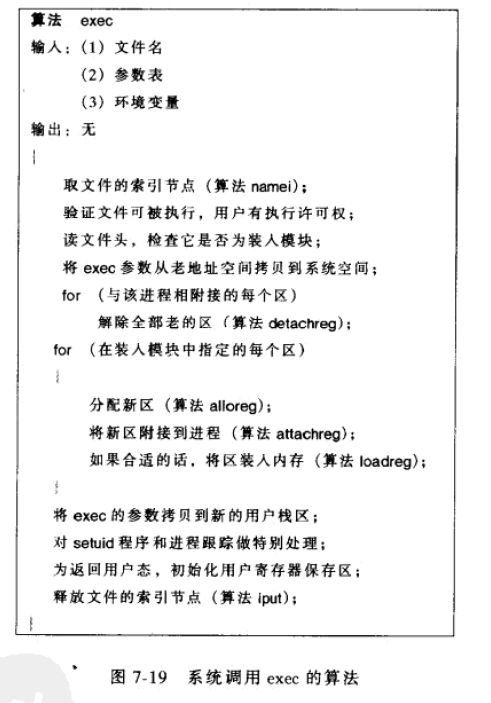 算法 exec
输入：(1) 文件名
(2) 参数表
(3) 环境变量
输出：无
{
取文件的索引节点（算法 namei）；
验证文件可被执行，用户有执行许可权；
读文件头，检查它是否为装入模块；
将 exec 参数从老地址空间拷贝到系统空间；
for （与该进程相附接的每个区）
解除全部老的区（算法 detachreg）；
for （在装入模块中指定的每个区）
{
分配新区（算法 alloreg）；
将新区附接到进程（算法 attachreg）；
如果合适的话，将区装入内存（算法 loadreg）；
}
将 exec 的参数拷贝到新的用户栈区；
对 setuid 程序和进程跟踪做特别处理；
为返回用户态，初始化用户寄存器保存区；
释放文件的索引节点（算法 iput）；
}
图 7-19 系统调用 exec 的算法